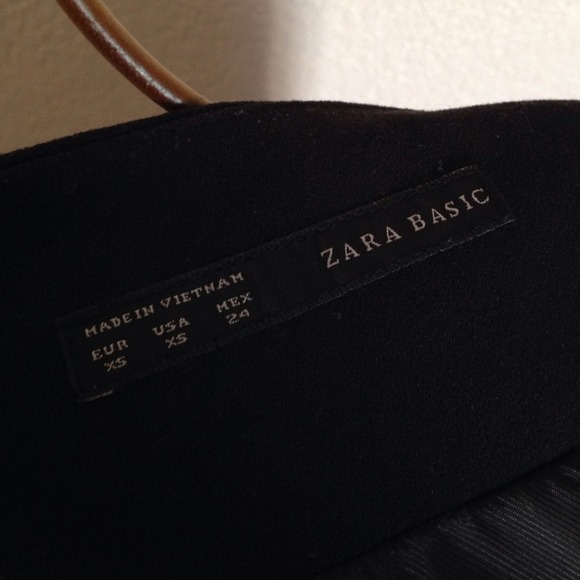 ZARA BASIC
MADE IN VIETNAM
EUR USA MEX
XS XS 24